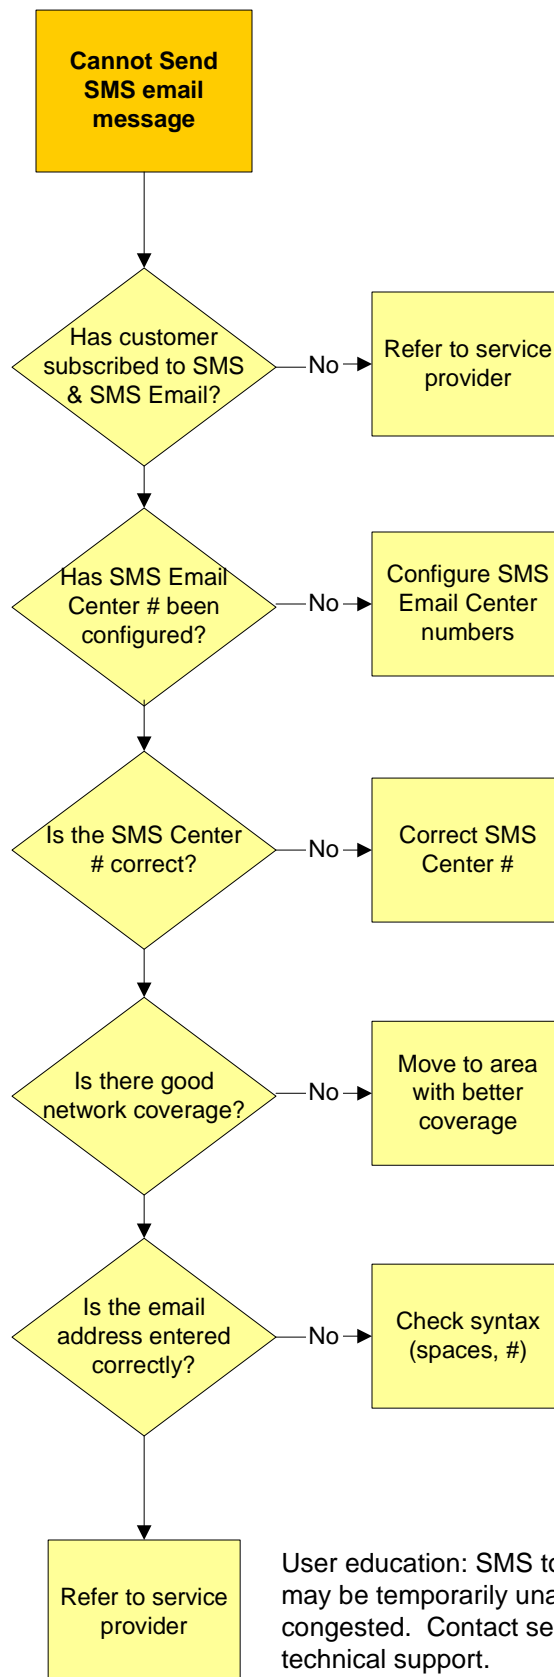 Cannot Send
SMS email
message
Has customer
subscribed to SMS
& SMS Email?
No
Refer to service
provider
Has SMS Email
Center # been
configured?
No
Configure SMS
Email Center
numbers
Is the SMS Center
# correct?
No
Correct SMS
Center #
Is there good
network coverage?
No
Move to area
with better
coverage
Is the email
address entered
correctly?
No
Check syntax
(spaces, #)
Refer to service
provider
User education: SMS to
may be temporarily
congested. Contact
technical support.